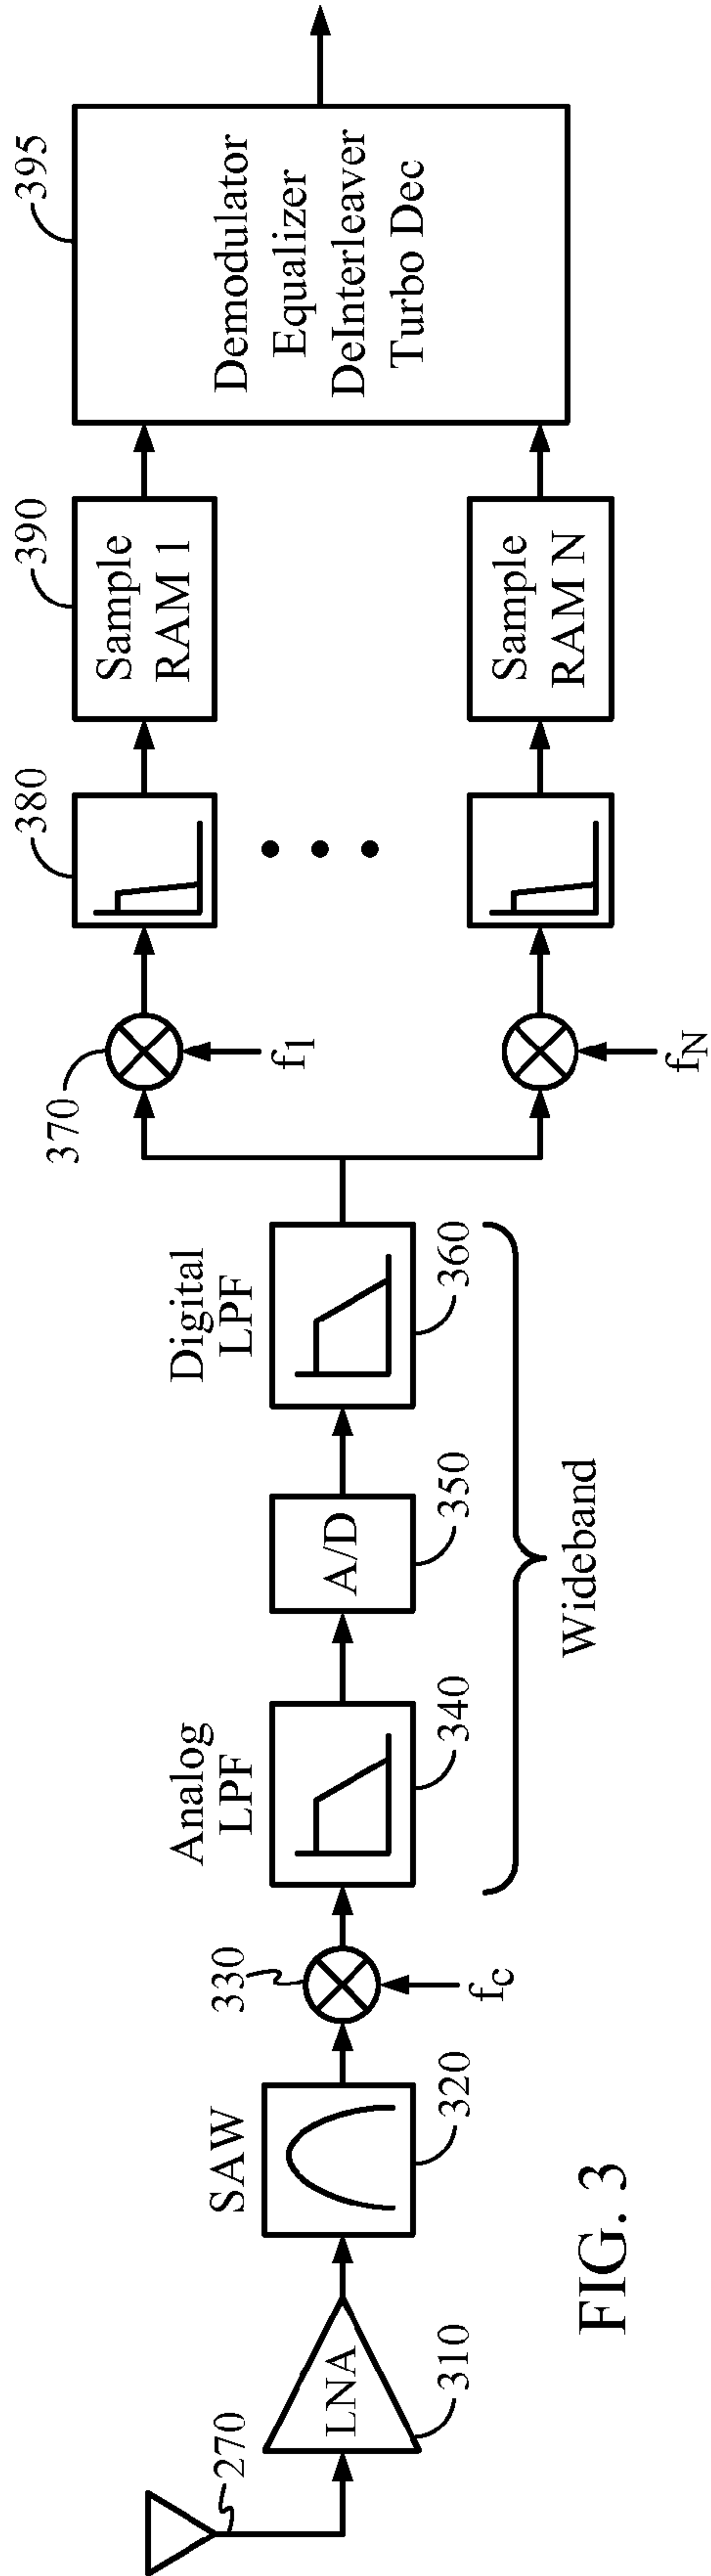 270
LNA
310
SAW
320
330
fC
Analog
LPF
340
A/D
350
Digital
LPF
360
Wideband
370
f1
fN
380
390
Sample
RAM 1
Sample
RAM N
395
Demodulator
Equalizer
DeInterleaver
Turbo Dec
FIG. 3